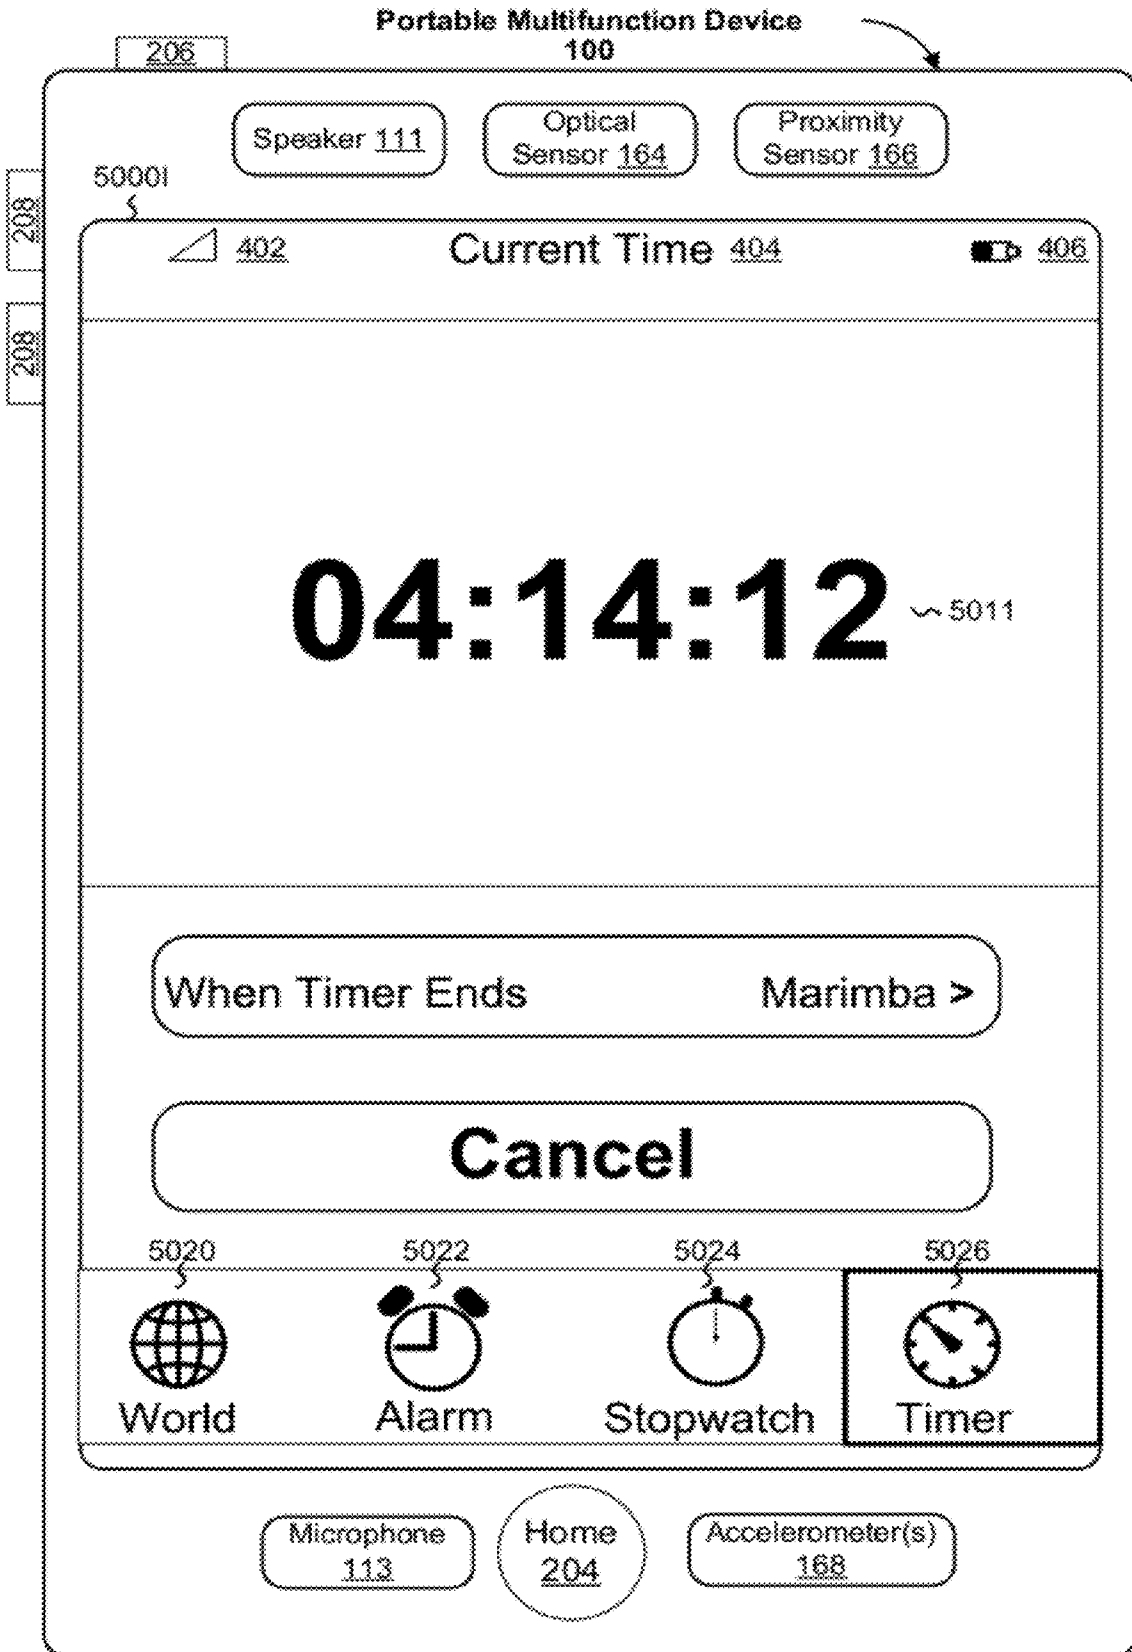 Portable Multifunction Device
100
206
Speaker 111
Optical
Sensor 164
Proximity
Sensor 166
5000I
208
208
402
Current Time 404
406
04:14:12
5011
When Timer Ends Marimba >
Cancel
5020 5022 5024 5026
World Alarm Stopwatch Timer
Microphone
113
Home
204
Accelerometer(s)
168